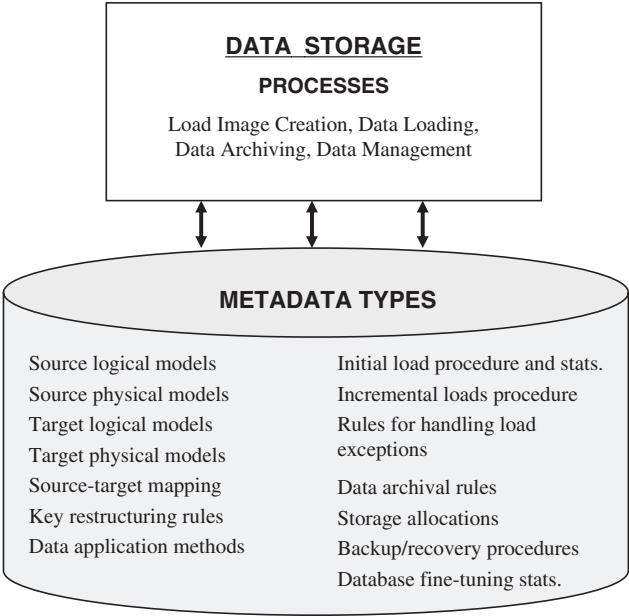 DATA STORAGE
PROCESSES
Load Image Creation, Data Loading,
Data Archiving, Data Management
METADATA TYPES
Source logical models
Source physical models
Target logical models
Target physical models
Source-target mapping
Key restructuring rules
Data application methods
Initial load procedure and stats.
Incremental loads procedure
Rules for handling load
exceptions
Data archival rules
Storage allocations
Backup/recovery procedures
Database fine-tuning stats.